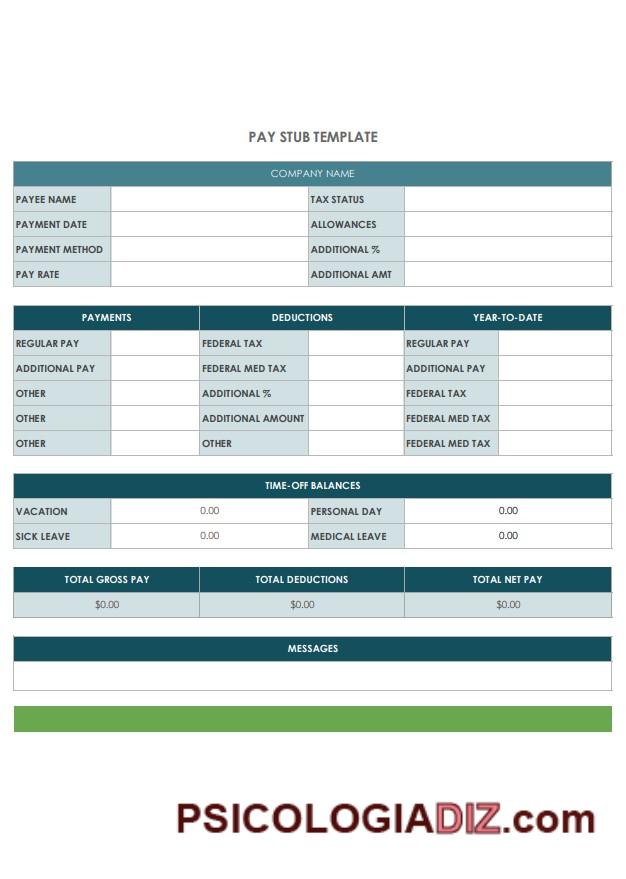 PAY STUB TEMPLATE
COMPANY NAME
PAYEE NAME TAX STATUS
PAYMENT DATE ALLOWANCES
PAYMENT METHOD ADDITIONAL %
PAY RATE ADDITIONAL AMT
PAYMENTS DEDUCTIONS YEAR-TO-DATE
REGULAR PAY FEDERAL TAX REGULAR PAY
ADDITIONAL PAY FEDERAL MED TAX ADDITIONAL PAY
OTHER ADDITIONAL % FEDERAL TAX
OTHER ADDITIONAL AMOUNT FEDERAL MED TAX
OTHER OTHER FEDERAL MED TAX
TIME-OFF BALANCES
VACATION 0.00 PERSONAL DAY 0.00
SICK LEAVE 0.00 MEDICAL LEAVE 0.00
TOTAL GROSS PAY TOTAL DEDUCTIONS TOTAL NET PAY
$0.00 $0.00 $0.00
MESSAGES
PSICOLOGIADIZ.com